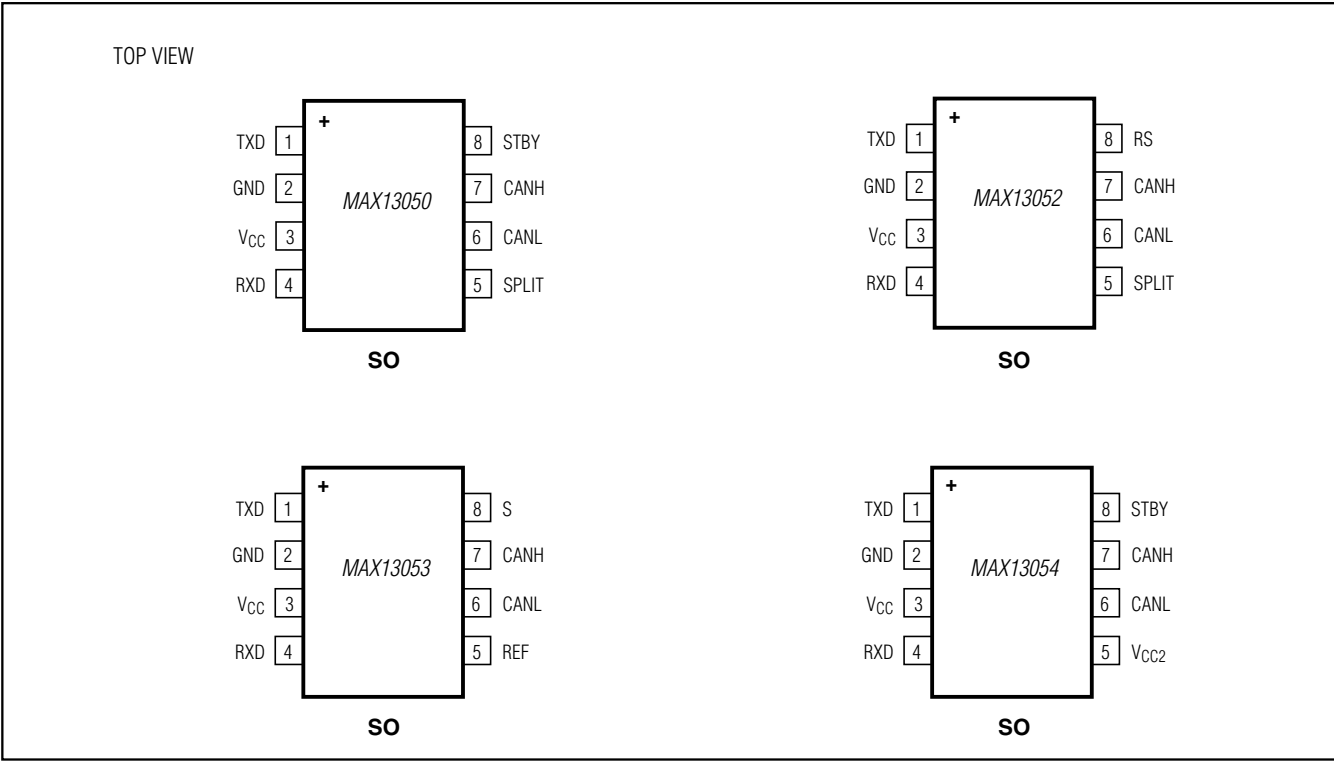 TOP VIEW
+
TXD 1
GND 2
VCC 3
RXD 4
MAX13050
8 STBY
7 CANH
6 CANL
5 SPLIT
SO
+
TXD 1
GND 2
VCC 3
RXD 4
MAX13052
8 RS
7 CANH
6 CANL
5 SPLIT
SO
+
TXD 1
GND 2
VCC 3
RXD 4
MAX13053
8 S
7 CANH
6 CANL
5 REF
SO
+
TXD 1
GND 2
VCC 3
RXD 4
MAX13054
8 STBY
7 CANH
6 CANL
5 VCC2
SO